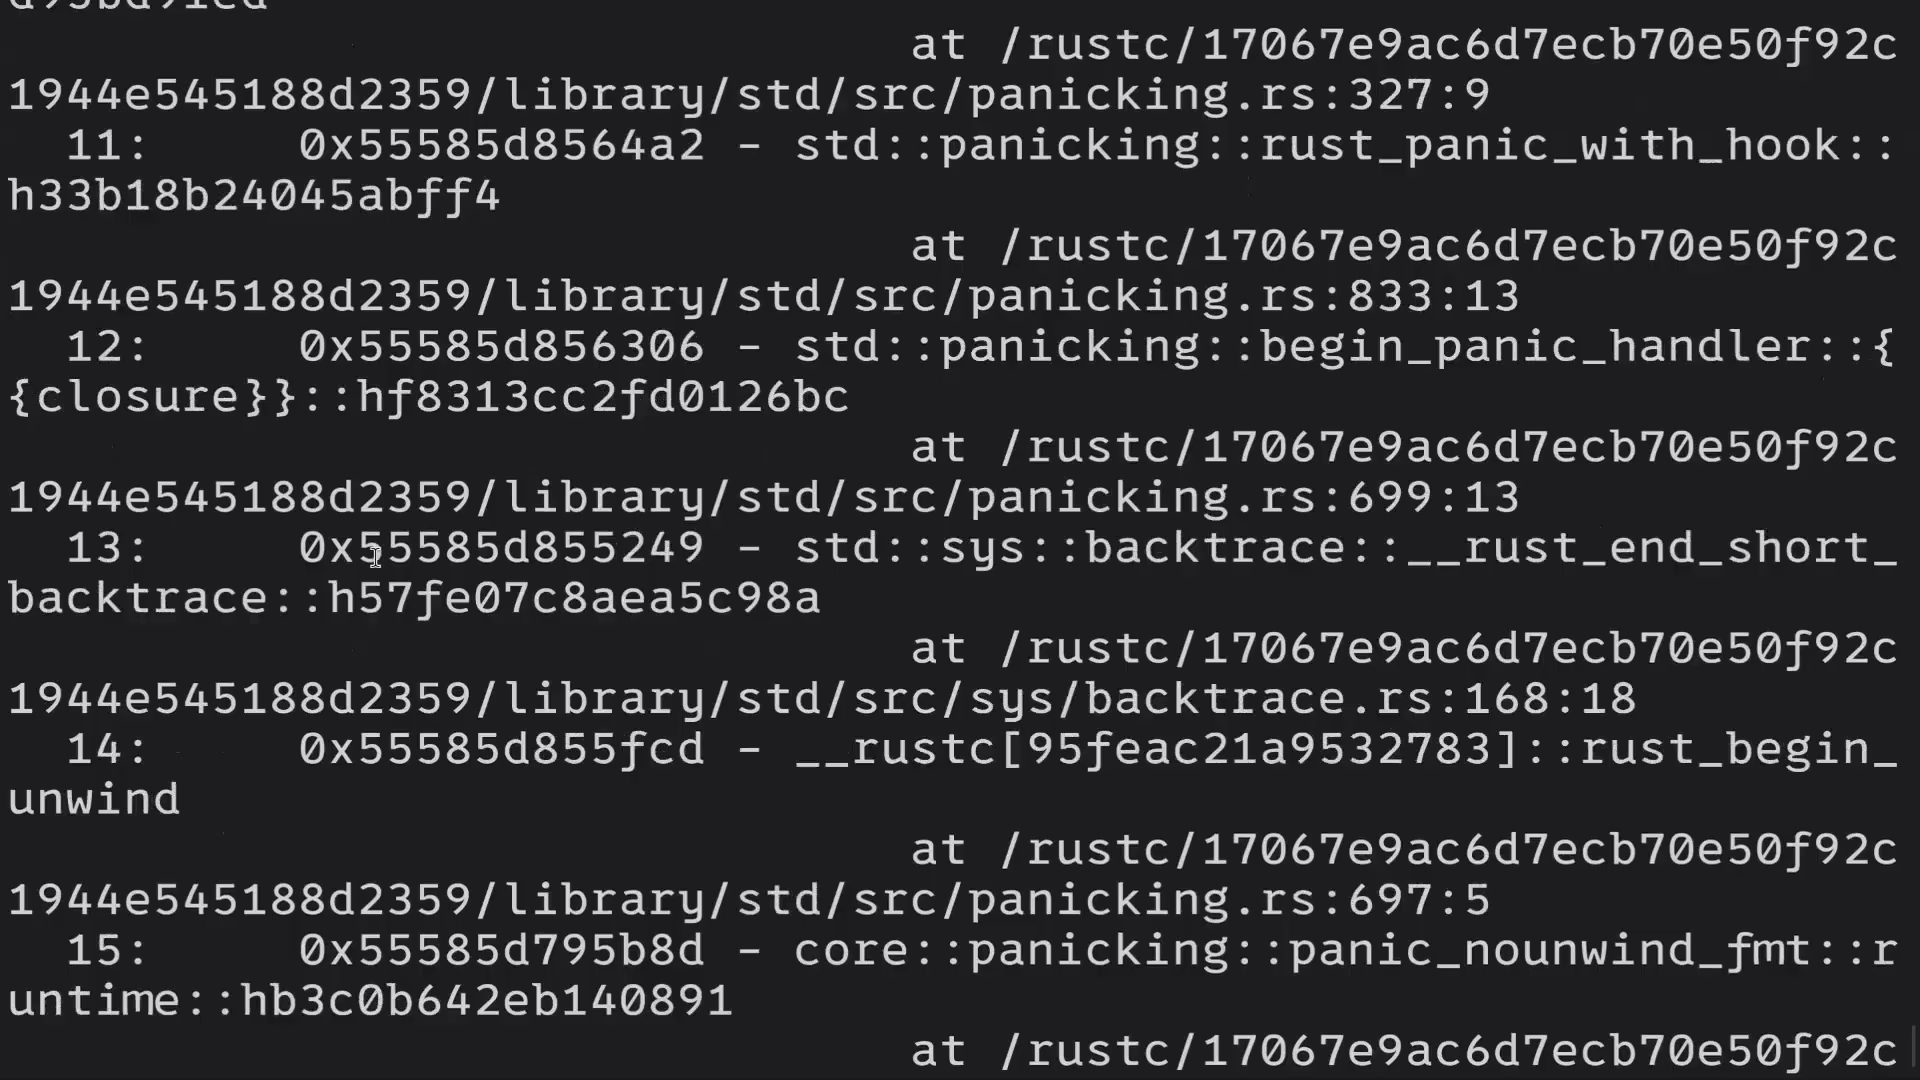 d95bd91ed
at /rustc/17067e9ac6d7ecb70e50f92c
1944e545188d2359/library/std/src/panicking.rs:327:9
11: 0x55585d8564a2 - std::panicking::rust_panic_with_hook::
h33b18b24045abff4
at /rustc/17067e9ac6d7ecb70e50f92c
1944e545188d2359/library/std/src/panicking.rs:833:13
12: 0x55585d856306 - std::panicking::begin_panic_handler::{
{closure}}::hf8313cc2fd0126bc
at /rustc/17067e9ac6d7ecb70e50f92c
1944e545188d2359/library/std/src/panicking.rs:699:13
13: 0x55585d855249 - std::sys::backtrace::__rust_end_short_
backtrace::h57fe07c8aea5c98a
at /rustc/17067e9ac6d7ecb70e50f92c
1944e545188d2359/library/std/src/sys/backtrace.rs:168:18
14: 0x55585d855fcd - __rustc[95feac21a9532783]::rust_begin_
unwind
at /rustc/17067e9ac6d7ecb70e50f92c
1944e545188d2359/library/std/src/panicking.rs:697:5
15: 0x55585d795b8d - core::panicking::panic_nounwind_fmt::r
untime::hb3c0b642eb140891
at /rustc/17067e9ac6d7ecb70e50f92c